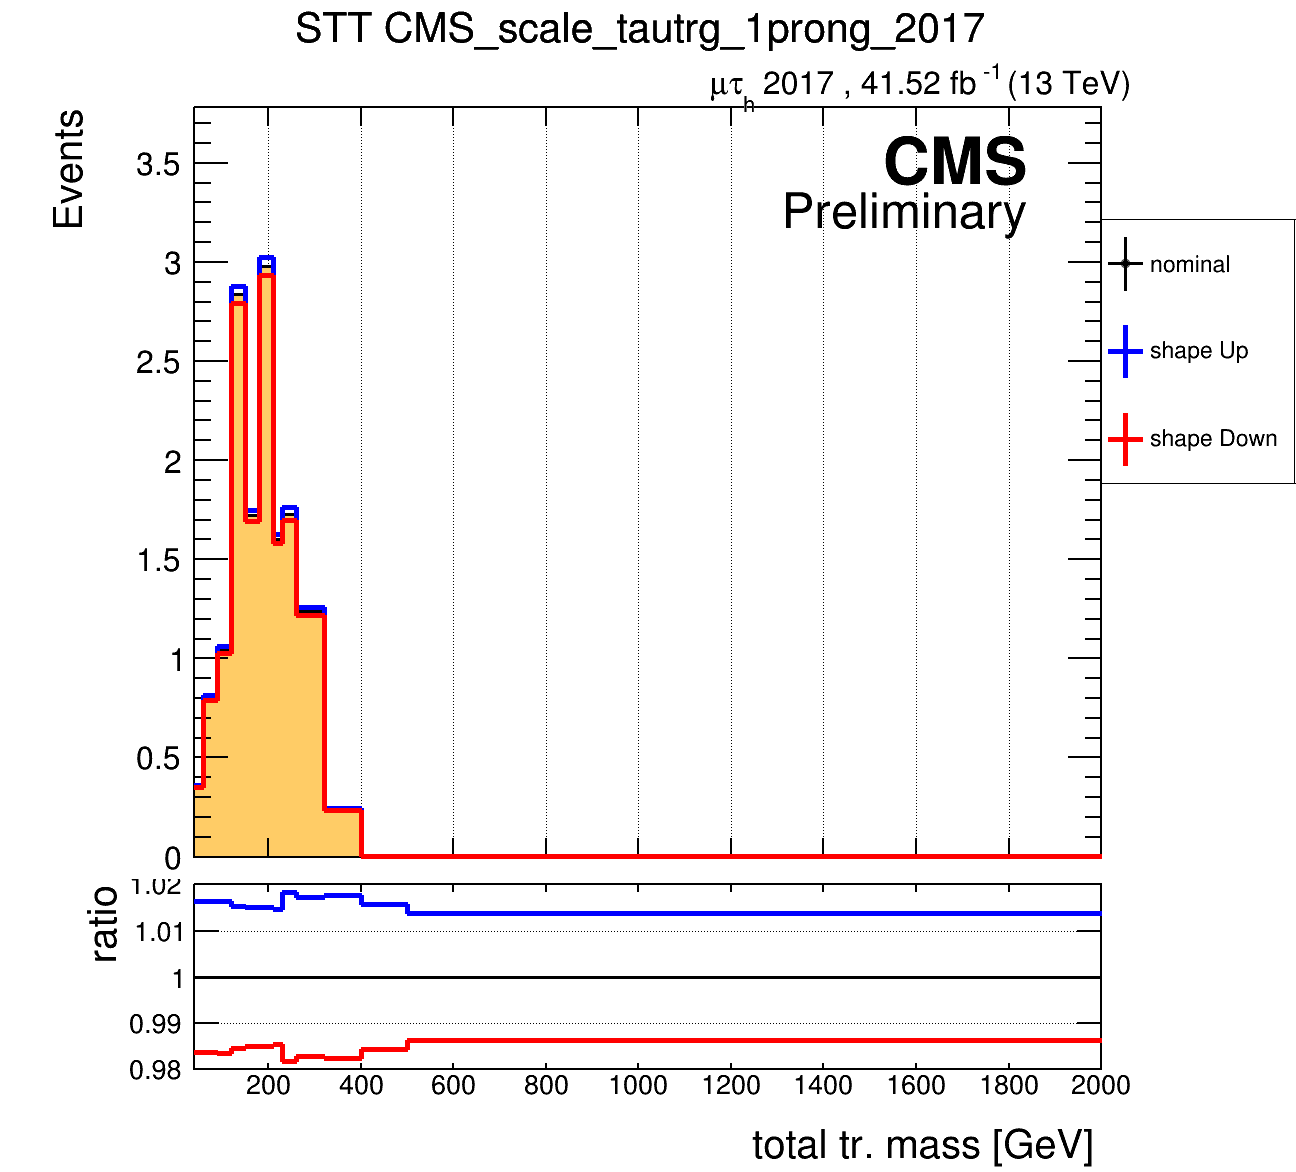 STT CMS_scale_tautrg_1prong_2017
μτh 2017 , 41.52 fb-1 (13 TeV)
Events
CMS
Preliminary
3.5
3
2.5
2
1.5
1
0.5
0
nominal
shape Up
shape Down
ratio
1.02
1.01
1
0.99
0.98
200 400 600 800 1000 1200 1400 1600 1800 2000
total tr. mass [GeV]